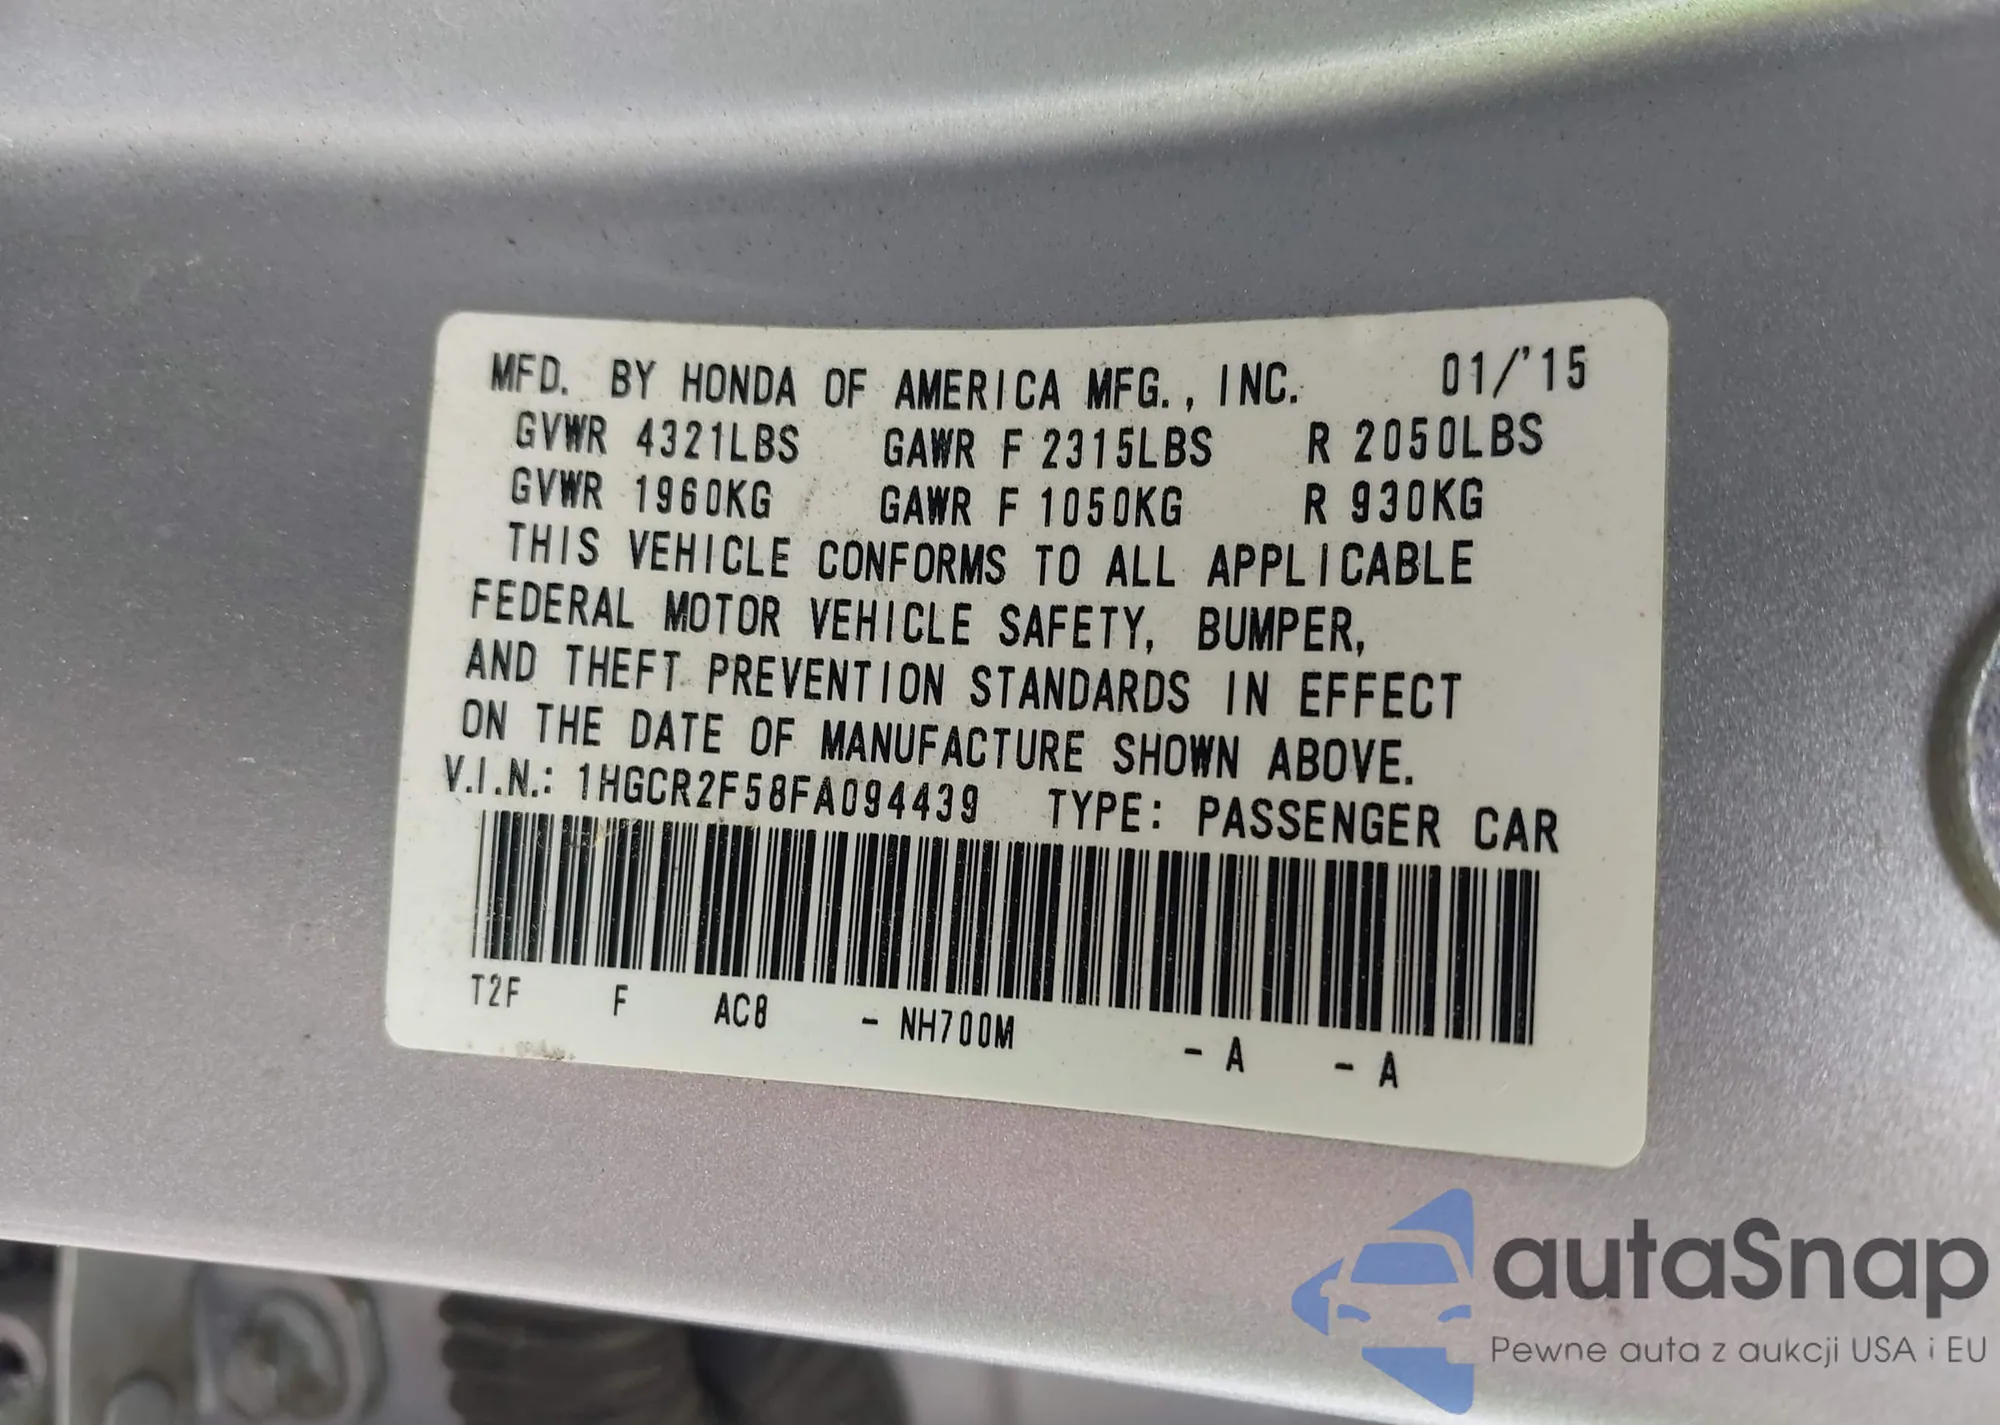 MFD. BY HONDA OF AMERICA MFG., INC. 01/'15
GVWR 4321LBS GAWR F 2315LBS R 2050LBS
GVWR 1960KG GAWR F 1050KG R 930KG
THIS VEHICLE CONFORMS TO ALL APPLICABLE
FEDERAL MOTOR VEHICLE SAFETY, BUMPER,
AND THEFT PREVENTION STANDARDS IN EFFECT
ON THE DATE OF MANUFACTURE SHOWN ABOVE.
V.I.N.: 1HGCR2F58FA094439 TYPE: PASSENGER CAR
T2F F AC8 - NH700M - A - A
autaSnap
Pewne auta z aukcji USA i EU